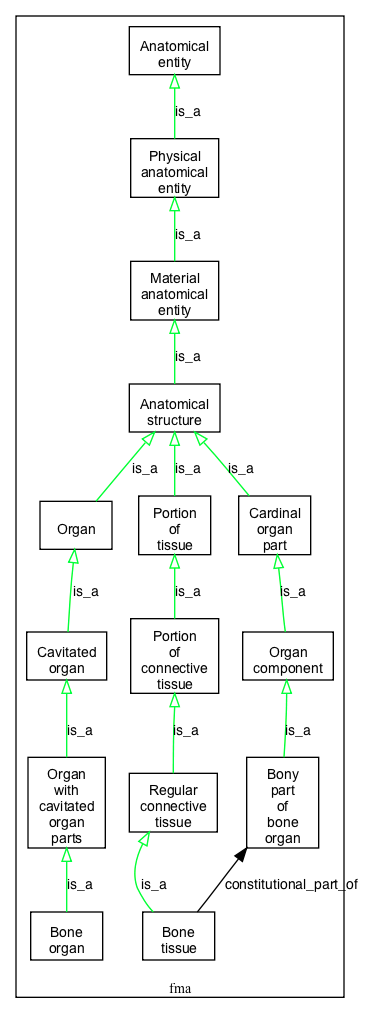 Anatomical
entity
is_a
Physical
anatomical
entity
is_a
Material
anatomical
entity
is_a
Anatomical
structure
is_a
is_a
is_a
Organ
Portion
of
tissue
Cardinal
organ
part
is_a
is_a
is_a
Cavitated
organ
Portion
of
connective
tissue
Organ
component
is_a
is_a
is_a
Organ
with
cavitated
organ
parts
Regular
connective
tissue
Bony
part
of
bone
organ
is_a
is_a
constitutional_part_of
Bone
organ
Bone
tissue
fma